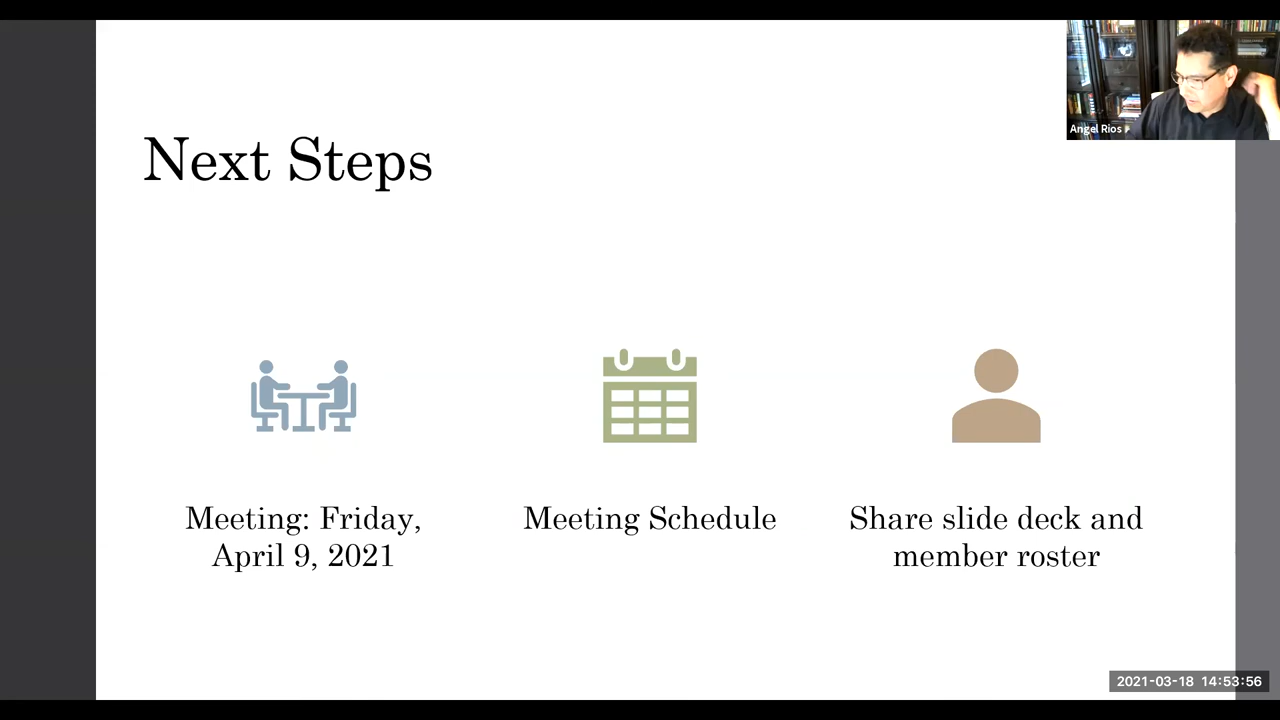 Angel Rios
Next Steps
Meeting: Friday,
April 9, 2021
Meeting Schedule
Share slide deck and
member roster
2021-03-18 14:53:56